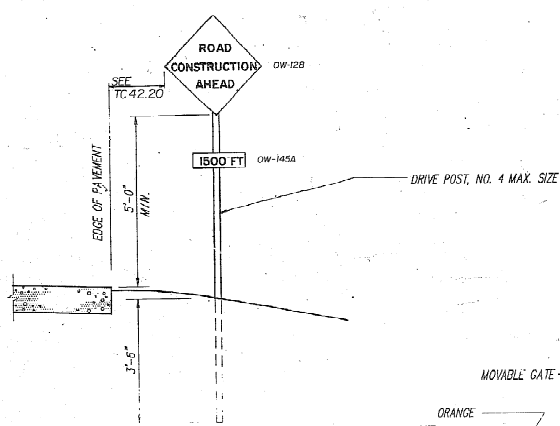 ROAD
CONSTRUCTION
AHEAD
OW-128
SEE
TC 42.20
1500 FT
OW-145A
EDGE OF PAVEMENT
5'-0"
MIN.
DRIVE POST, NO. 4 MAX. SIZE
3'-6"
MOVABLE GATE
ORANGE